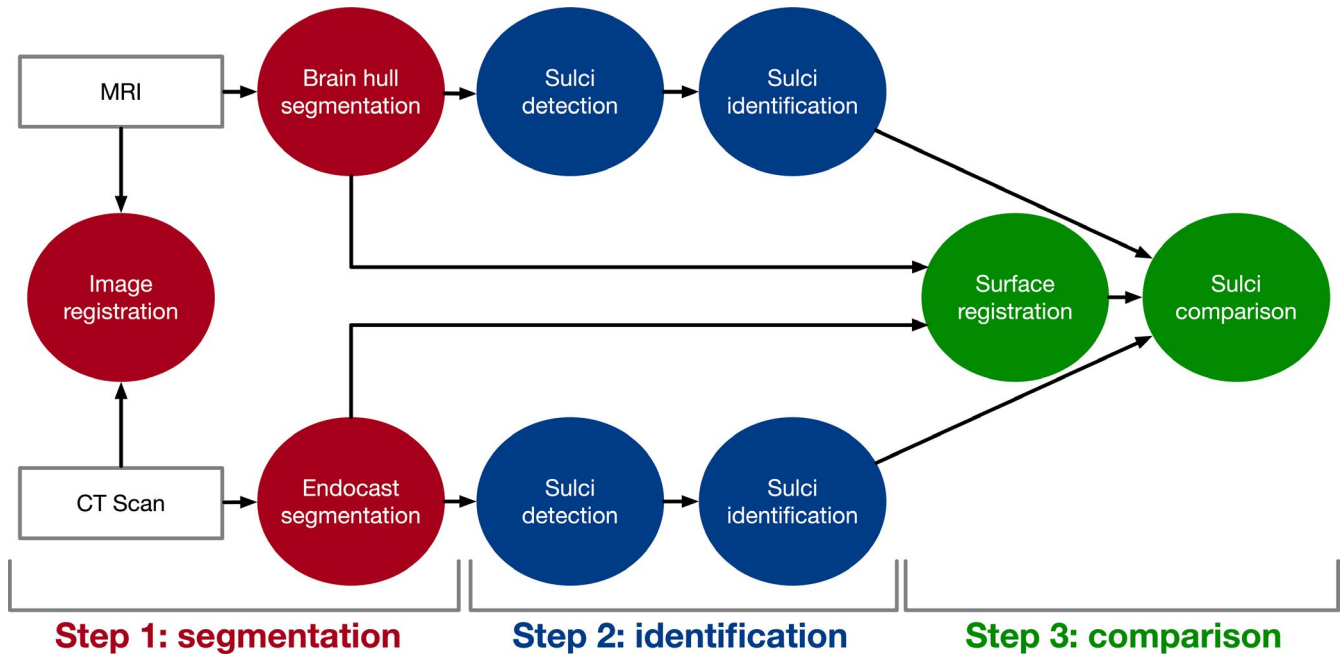 MRI
Brain hull
segmentation
Sulci
detection
Sulci
identification
Image
registration
Surface
registration
Sulci
comparison
CT Scan
Endocast
segmentation
Sulci
detection
Sulci
identification
Step 1: segmentation
Step 2: identification
Step 3: comparison